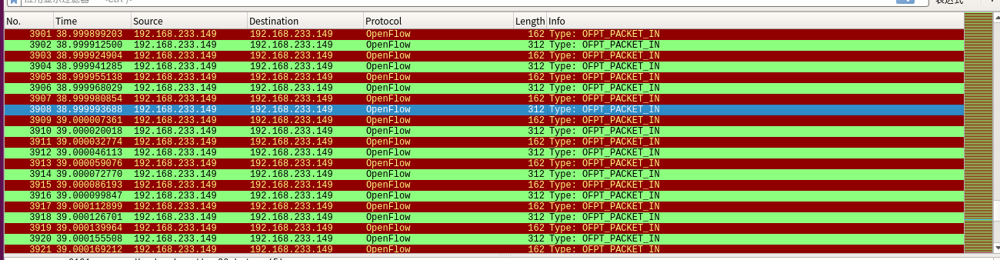 No. Time Source Destination Protocol Length Info
3901 38.999899203 192.168.233.149 192.168.233.149 OpenFlow 162 Type: OFPT_PACKET_IN
3902 38.999912500 192.168.233.149 192.168.233.149 OpenFlow 312 Type: OFPT_PACKET_IN
3903 38.999924904 192.168.233.149 192.168.233.149 OpenFlow 162 Type: OFPT_PACKET_IN
3904 38.999941285 192.168.233.149 192.168.233.149 OpenFlow 312 Type: OFPT_PACKET_IN
3905 38.999955138 192.168.233.149 192.168.233.149 OpenFlow 162 Type: OFPT_PACKET_IN
3906 38.999968029 192.168.233.149 192.168.233.149 OpenFlow 312 Type: OFPT_PACKET_IN
3907 38.999980854 192.168.233.149 192.168.233.149 OpenFlow 162 Type: OFPT_PACKET_IN
3908 38.999993688 192.168.233.149 192.168.233.149 OpenFlow 312 Type: OFPT_PACKET_IN
3909 39.000007361 192.168.233.149 192.168.233.149 OpenFlow 162 Type: OFPT_PACKET_IN
3910 39.000020018 192.168.233.149 192.168.233.149 OpenFlow 312 Type: OFPT_PACKET_IN
3911 39.000032774 192.168.233.149 192.168.233.149 OpenFlow 162 Type: OFPT_PACKET_IN
3912 39.000046113 192.168.233.149 192.168.233.149 OpenFlow 312 Type: OFPT_PACKET_IN
3913 39.000059076 192.168.233.149 192.168.233.149 OpenFlow 162 Type: OFPT_PACKET_IN
3914 39.000072770 192.168.233.149 192.168.233.149 OpenFlow 312 Type: OFPT_PACKET_IN
3915 39.000086193 192.168.233.149 192.168.233.149 OpenFlow 162 Type: OFPT_PACKET_IN
3916 39.000099847 192.168.233.149 192.168.233.149 OpenFlow 312 Type: OFPT_PACKET_IN
3917 39.000112899 192.168.233.149 192.168.233.149 OpenFlow 162 Type: OFPT_PACKET_IN
3918 39.000126701 192.168.233.149 192.168.233.149 OpenFlow 312 Type: OFPT_PACKET_IN
3919 39.000139964 192.168.233.149 192.168.233.149 OpenFlow 162 Type: OFPT_PACKET_IN
3920 39.000155508 192.168.233.149 192.168.233.149 OpenFlow 312 Type: OFPT_PACKET_IN
3921 39.000169212 192.168.233.149 192.168.233.149 OpenFlow 162 Type: OFPT_PACKET_IN